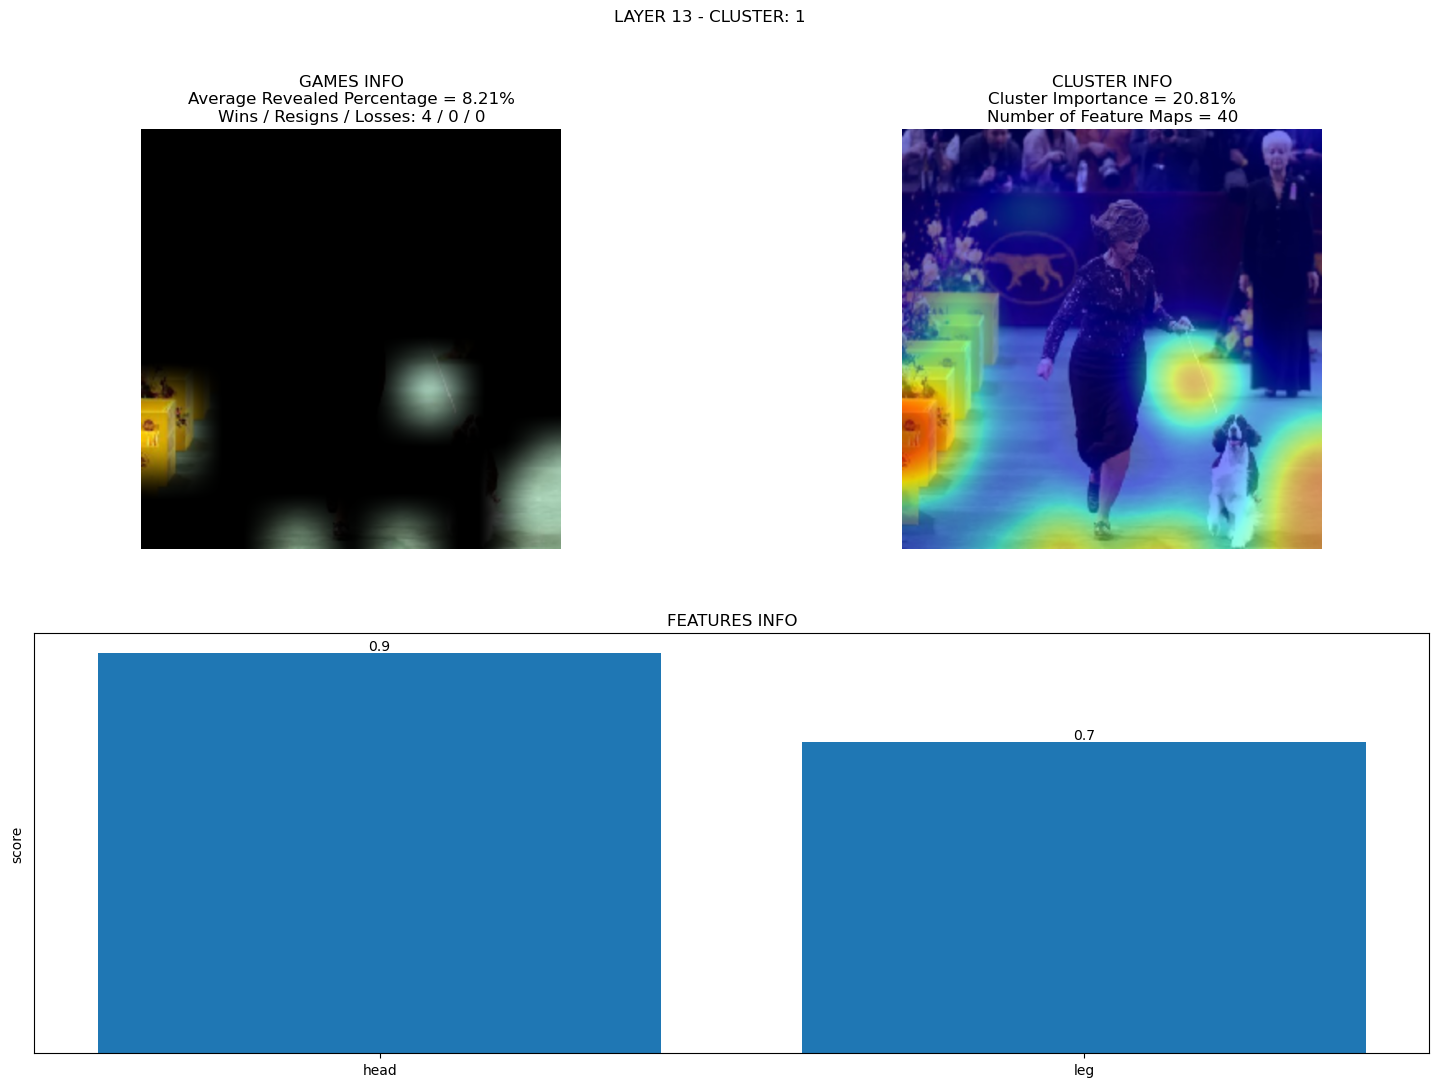 LAYER 13 - CLUSTER: 1
GAMES INFO
Average Revealed Percentage = 8.21%
Wins / Resigns / Losses: 4 / 0 / 0
CLUSTER INFO
Cluster Importance = 20.81%
Number of Feature Maps = 40
FEATURES INFO
score
0.9
0.7
head
leg